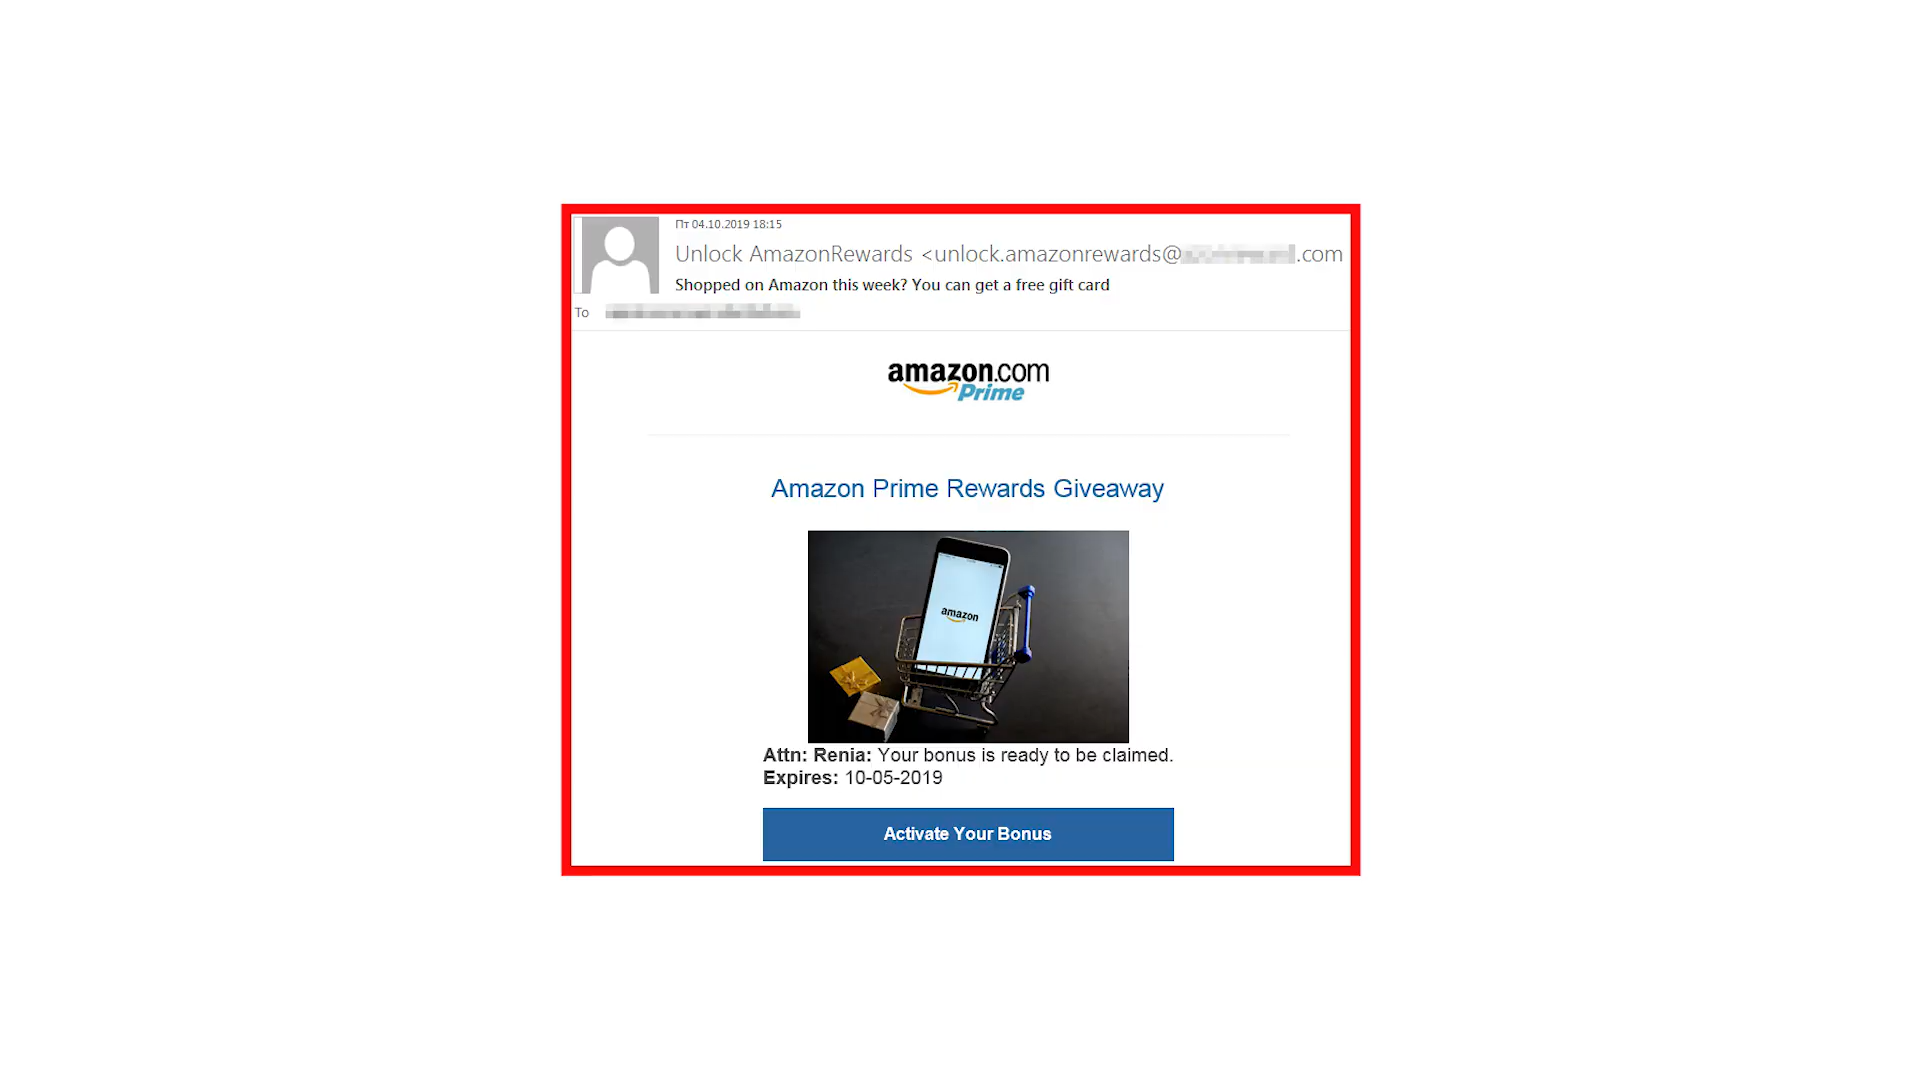 Пт 04.10.2019 18:15
Unlock AmazonRewards <unlock.amazonrewards@ .com
Shopped on Amazon this week? You can get a free gift card
To
amazon.com
Prime
Amazon Prime Rewards Giveaway
amazon
Attn: Renia: Your bonus is ready to be claimed.
Expires: 10-05-2019
Activate Your Bonus